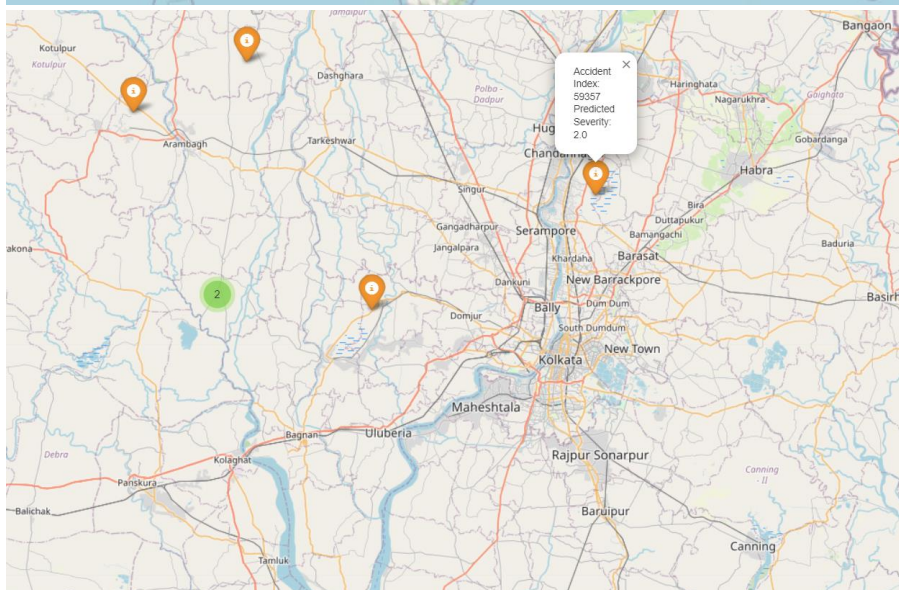 Jamalpur
Bangaon
Kotulpur
Kotulpur
Dashghara
Polba -
Dadpur
Accident
Index:
59357
Predicted
Severity:
2.0
×
Haringhata
Nagarukhra
Gaighata
Gobardanga
Arambagh
Tarkeshwar
Habra
Singur
Bira
Duttapukur
Bamangachi
Gangadharpur
Serampore
Baduria
Jangalpara
Khardaha
Barasat
New Barrackpore
Dankuni
Basirh
2
Dum Dum
Bally
Domjur
South Dumdum
New Town
Kolkata
Maheshtala
Bagnan
Uluberia
Debra
Kolaghat
Rajpur Sonarpur
Canning
- II
Panskura
Balichak
Baruipur
Canning
Tamluk